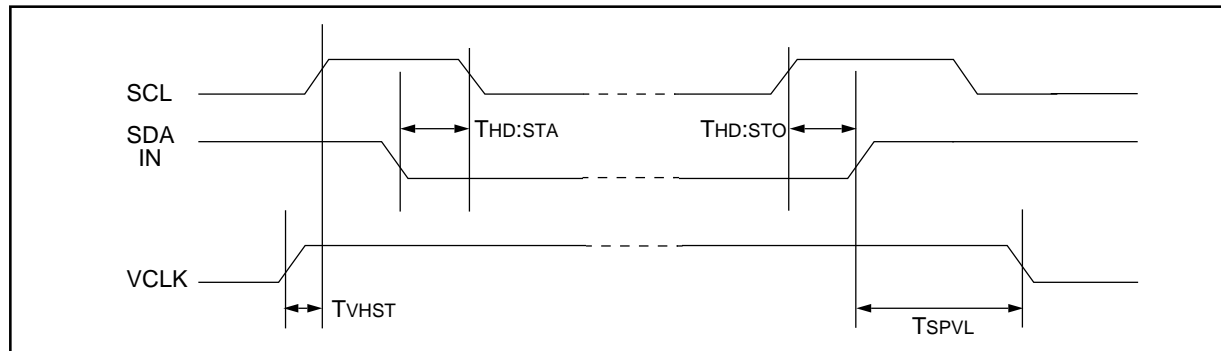 SCL
THD:STA
THD:STO
SDA
IN
VCLK
TVHST
TSPVL